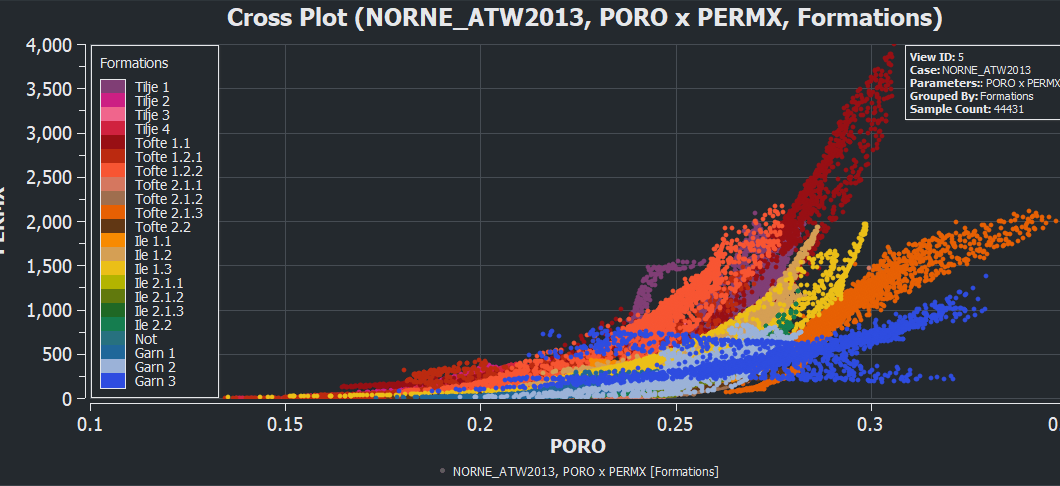 Cross Plot (NORNE_ATW2013, PORO x PERMX, Formations)
4,000
3,500
3,000
2,500
2,000
1,500
1,000
500
0
Formations
Tilje 1
Tilje 2
Tilje 3
Tilje 4
Tofte 1.1
Tofte 1.2.1
Tofte 1.2.2
Tofte 2.1.1
Tofte 2.1.2
Tofte 2.1.3
Tofte 2.2
Ile 1.1
Ile 1.2
Ile 1.3
Ile 2.1.1
Ile 2.1.2
Ile 2.1.3
Ile 2.2
Not
Garn 1
Garn 2
Garn 3
View ID: 5
Case: NORNE_ATW2013
Parameters:: PORO x PERMX
Grouped By: Formations
Sample Count: 44431
0.1 0.15 0.2 0.25 0.3
PORO
NORNE_ATW2013, PORO x PERMX [Formations]